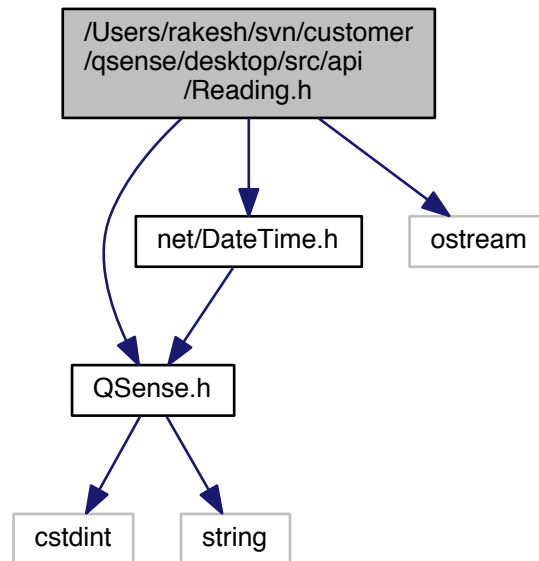 /Users/rakesh/svn/customer
/qsense/desktop/src/api
/Reading.h
net/DateTime.h
ostream
QSense.h
cstdint
string